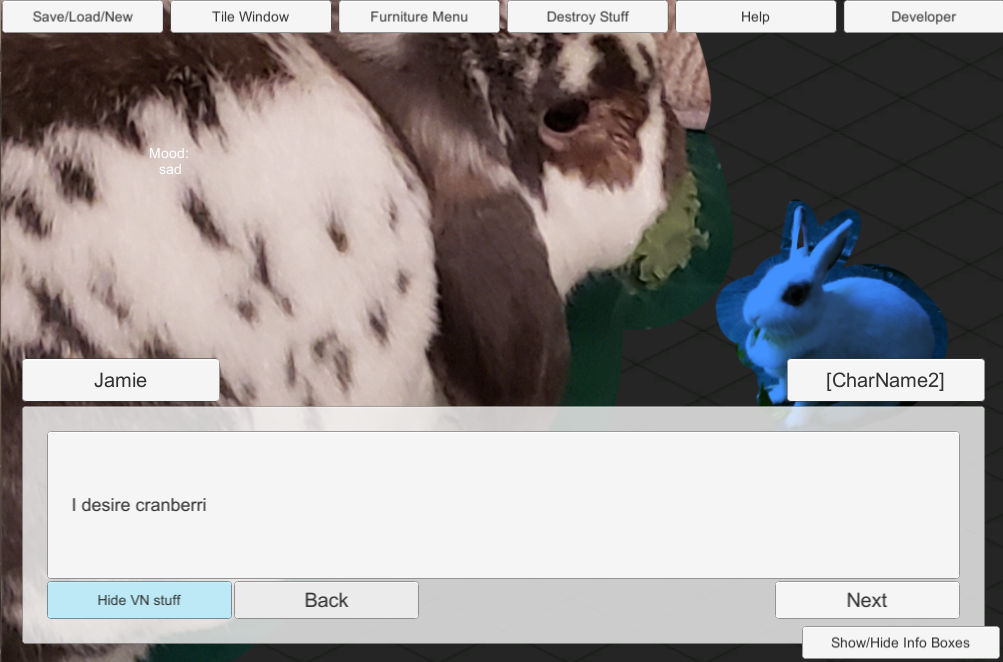 Save/Load/New
Tile Window
Furniture Menu
Destroy Stuff
Help
Developer
Mood:
sad
Jamie
[CharName2]
I desire cranberri
Hide VN stuff
Back
Next
Show/Hide Info Boxes